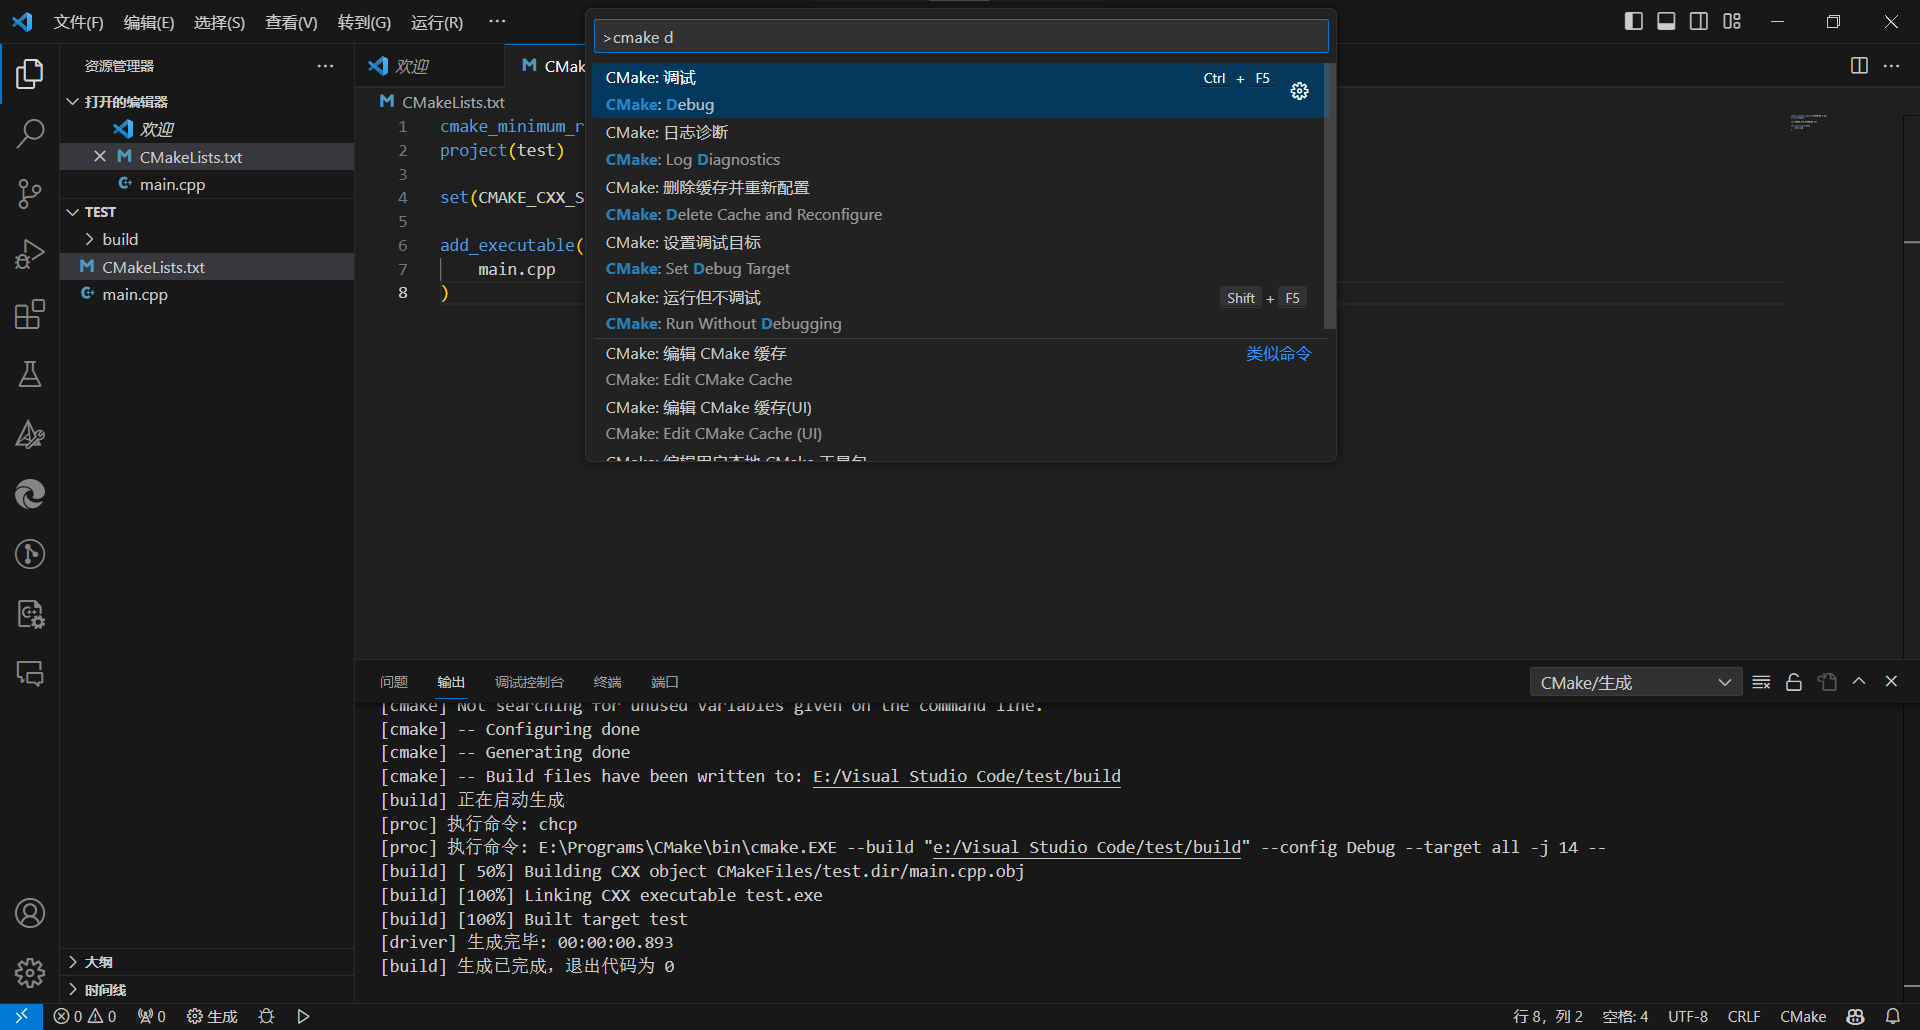 文件(F) 编辑(E) 选择(S) 查看(V) 转到(G) 运行(R) ···
>cmake d
CMake: 调试 Ctrl + F5
CMake: Debug
CMake: 日志诊断
CMake: Log Diagnostics
CMake: 删除缓存并重新配置
CMake: Delete Cache and Reconfigure
CMake: 设置调试目标
CMake: Set Debug Target
CMake: 运行但不调试 Shift + F5
CMake: Run Without Debugging
CMake: 编辑 CMake 缓存 类似命令
CMake: Edit CMake Cache
CMake: 编辑 CMake 缓存(UI)
CMake: Edit CMake Cache (UI)
CMake: 编辑用户本地 CMake 工具包
资源管理器 ···
打开的编辑器
欢迎
CMakeLists.txt
main.cpp
TEST
build
CMakeLists.txt
main.cpp
大纲
时间线
欢迎 CMak
CMakeLists.txt
1 cmake_minimum_r
2 project(test)
3
4 set(CMAKE_CXX_S
5
6 add_executable(
7 main.cpp
8 )
问题 输出 调试控制台 终端 端口 CMake/生成
[cmake] Not searching for unused variables given on the command line.
[cmake] -- Configuring done
[cmake] -- Generating done
[cmake] -- Build files have been written to: E:/Visual Studio Code/test/build
[build] 正在启动生成
[proc] 执行命令: chcp
[proc] 执行命令: E:\Programs\CMake\bin\cmake.EXE --build "e:/Visual Studio Code/test/build" --config Debug --target all -j 14 --
[build] [ 50%] Building CXX object CMakeFiles/test.dir/main.cpp.obj
[build] [100%] Linking CXX executable test.exe
[build] [100%] Built target test
[driver] 生成完毕: 00:00:00.893
[build] 生成已完成，退出代码为 0
0 0 0 生成 行 8，列 2 空格: 4 UTF-8 CRLF CMake